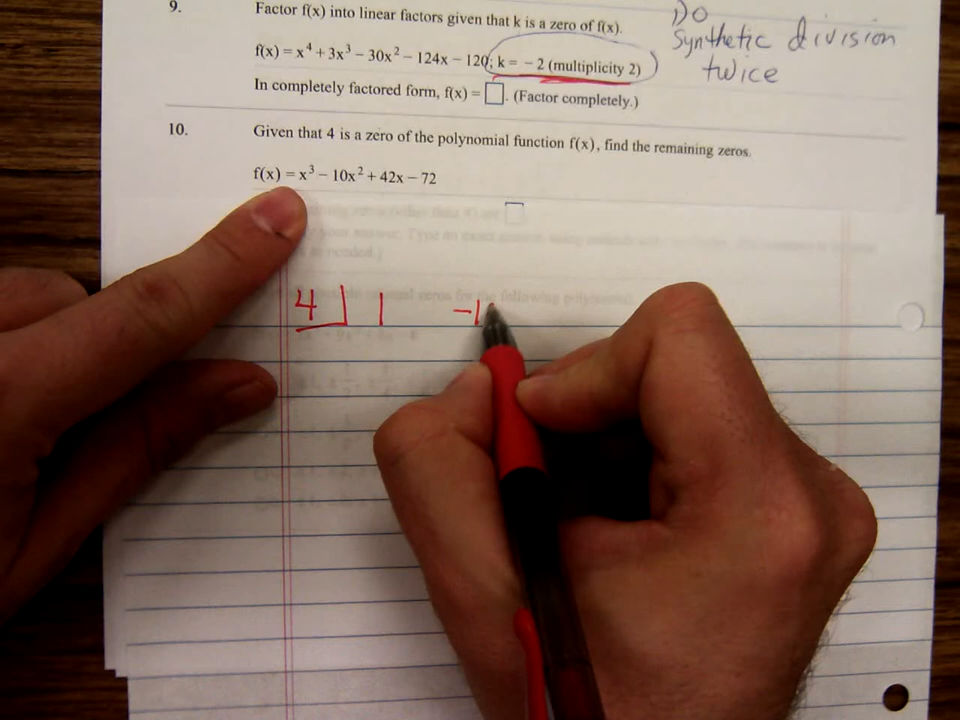 9. Factor f(x) into linear factors given that k is a zero of f(x).
f(x) = x⁴ + 3x³ − 30x² − 124x − 120; k = − 2 (multiplicity 2)
In completely factored form, f(x) = □. (Factor completely.)
1) Do
Synthetic division
twice
10. Given that 4 is a zero of the polynomial function f(x), find the remaining zeros.
f(x) = x³ − 10x² + 42x − 72
4 1 -1